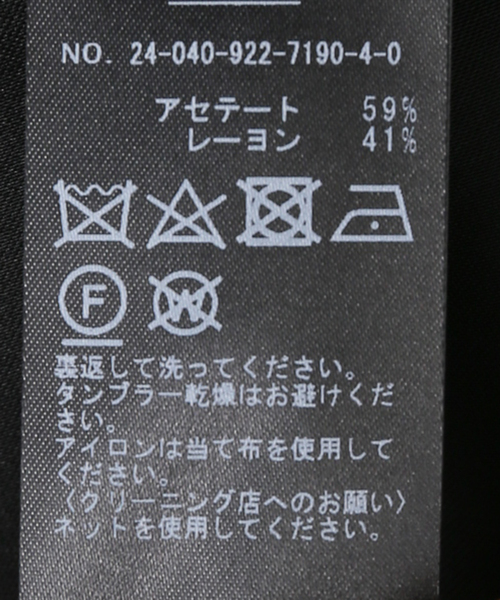 NO. 24-040-922-7190-4-0
アセテート 59%
レーヨン 41%
F
W
裏返して洗ってください。
タンブラー乾燥はお避けくだ
さい。
アイロンは当て布を使用して
ください。
〈クリーニング店へのお願い〉
ネットを使用してください。